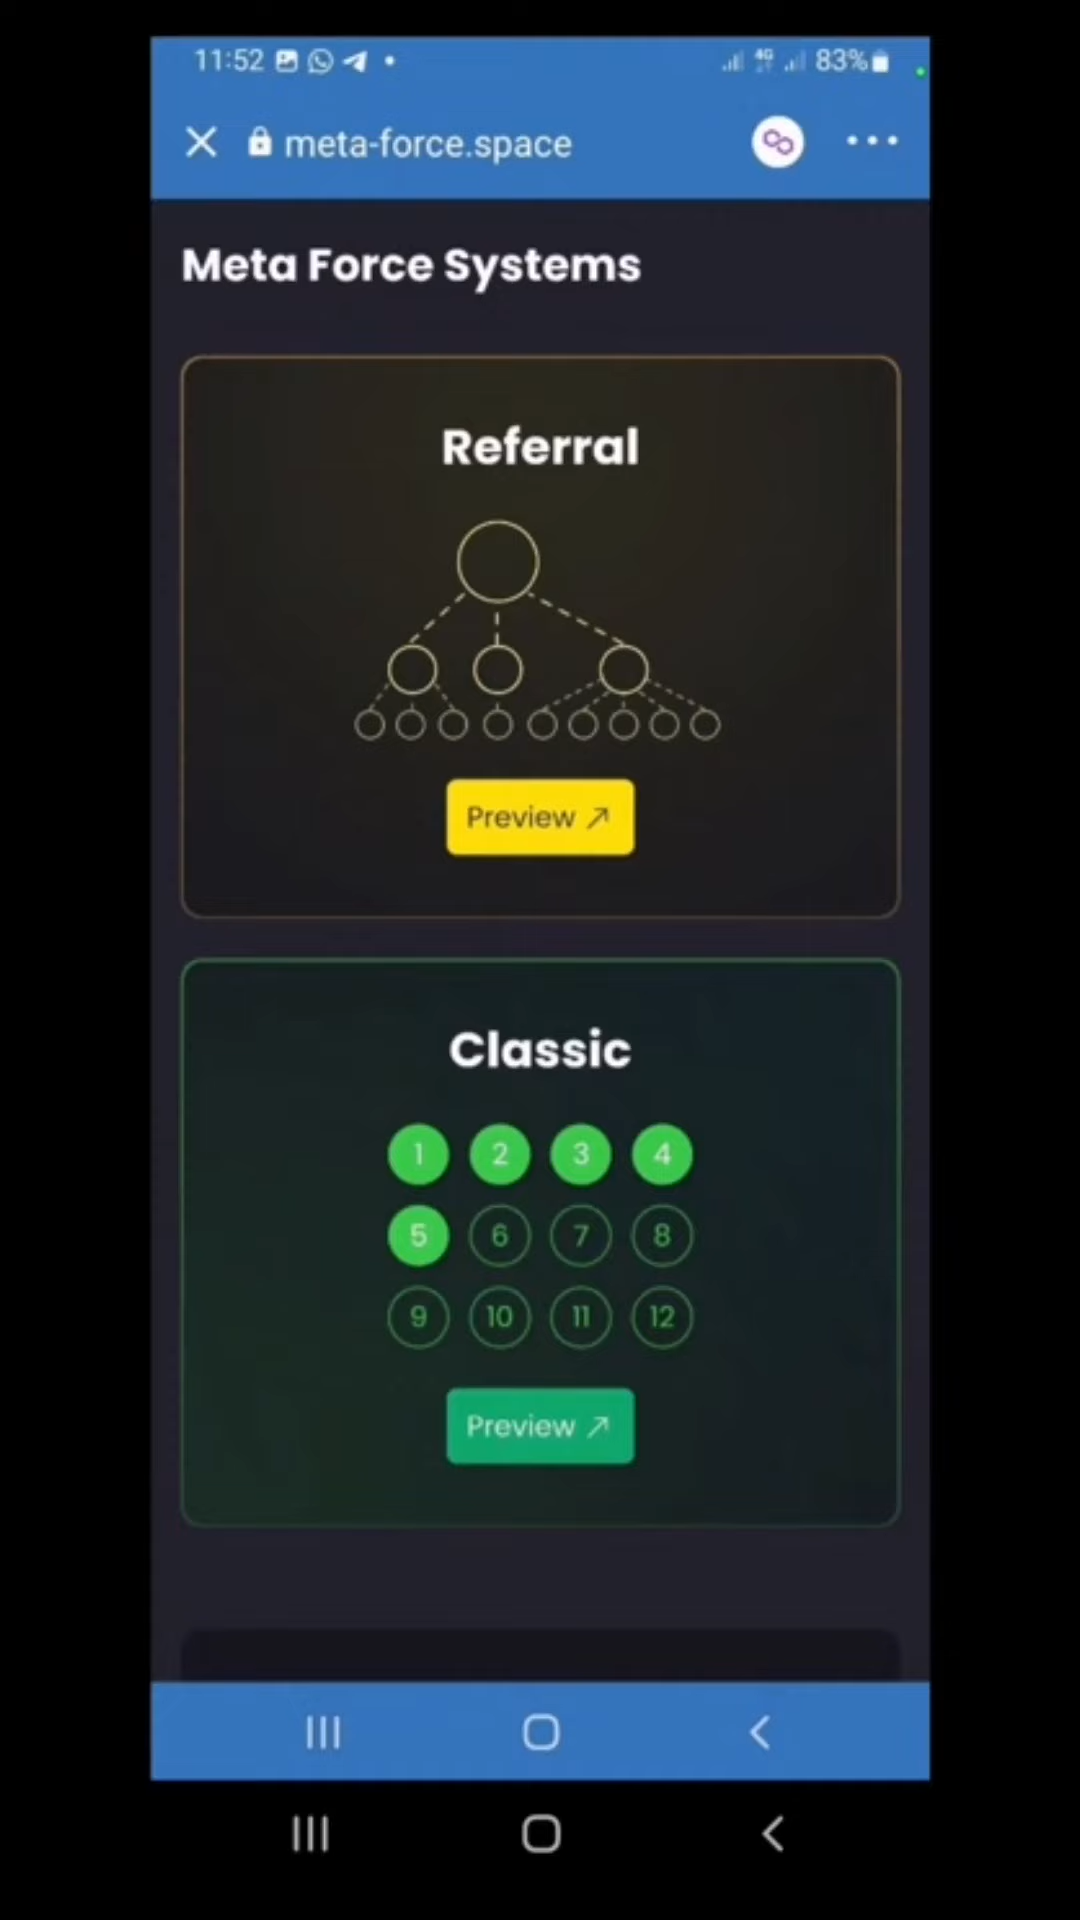 11:52 4G 83%
meta-force.space
Meta Force Systems
Referral
Preview
Classic
1 2 3 4
5 6 7 8
9 10 11 12
Preview